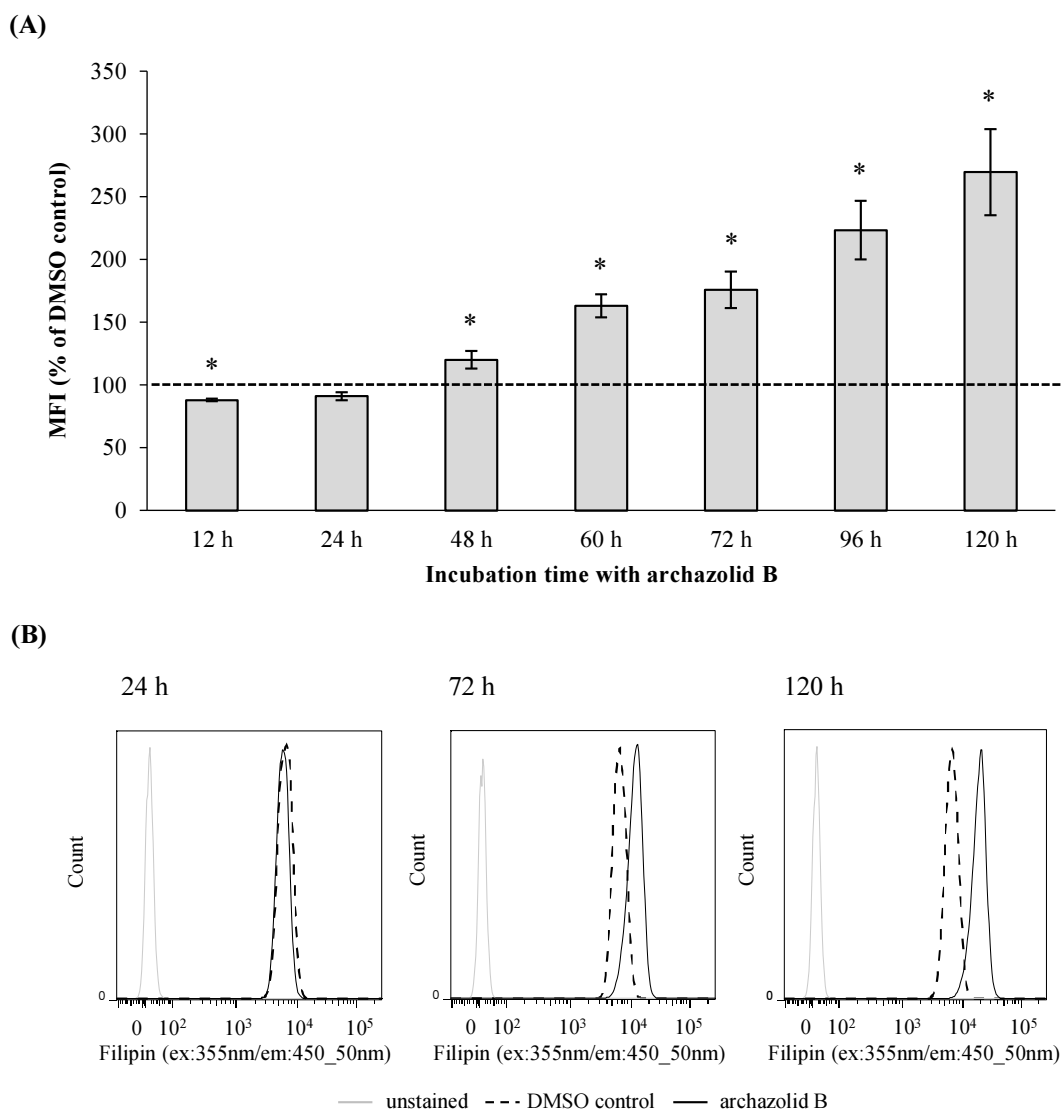 (A)
350
300
250
200
150
100
50
0
MFI (% of DMSO control)
*
*
*
*
*
*
12 h 24 h 48 h 60 h 72 h 96 h 120 h
Incubation time with archazolid B
(B)
24 h 72 h 120 h
Count Count Count
0 0 0
0 10² 10³ 10⁴ 10⁵ 0 10² 10³ 10⁴ 10⁵ 0 10² 10³ 10⁴ 10⁵
Filipin (ex:355nm/em:450_50nm) Filipin (ex:355nm/em:450_50nm) Filipin (ex:355nm/em:450_50nm)
unstained DMSO control archazolid B